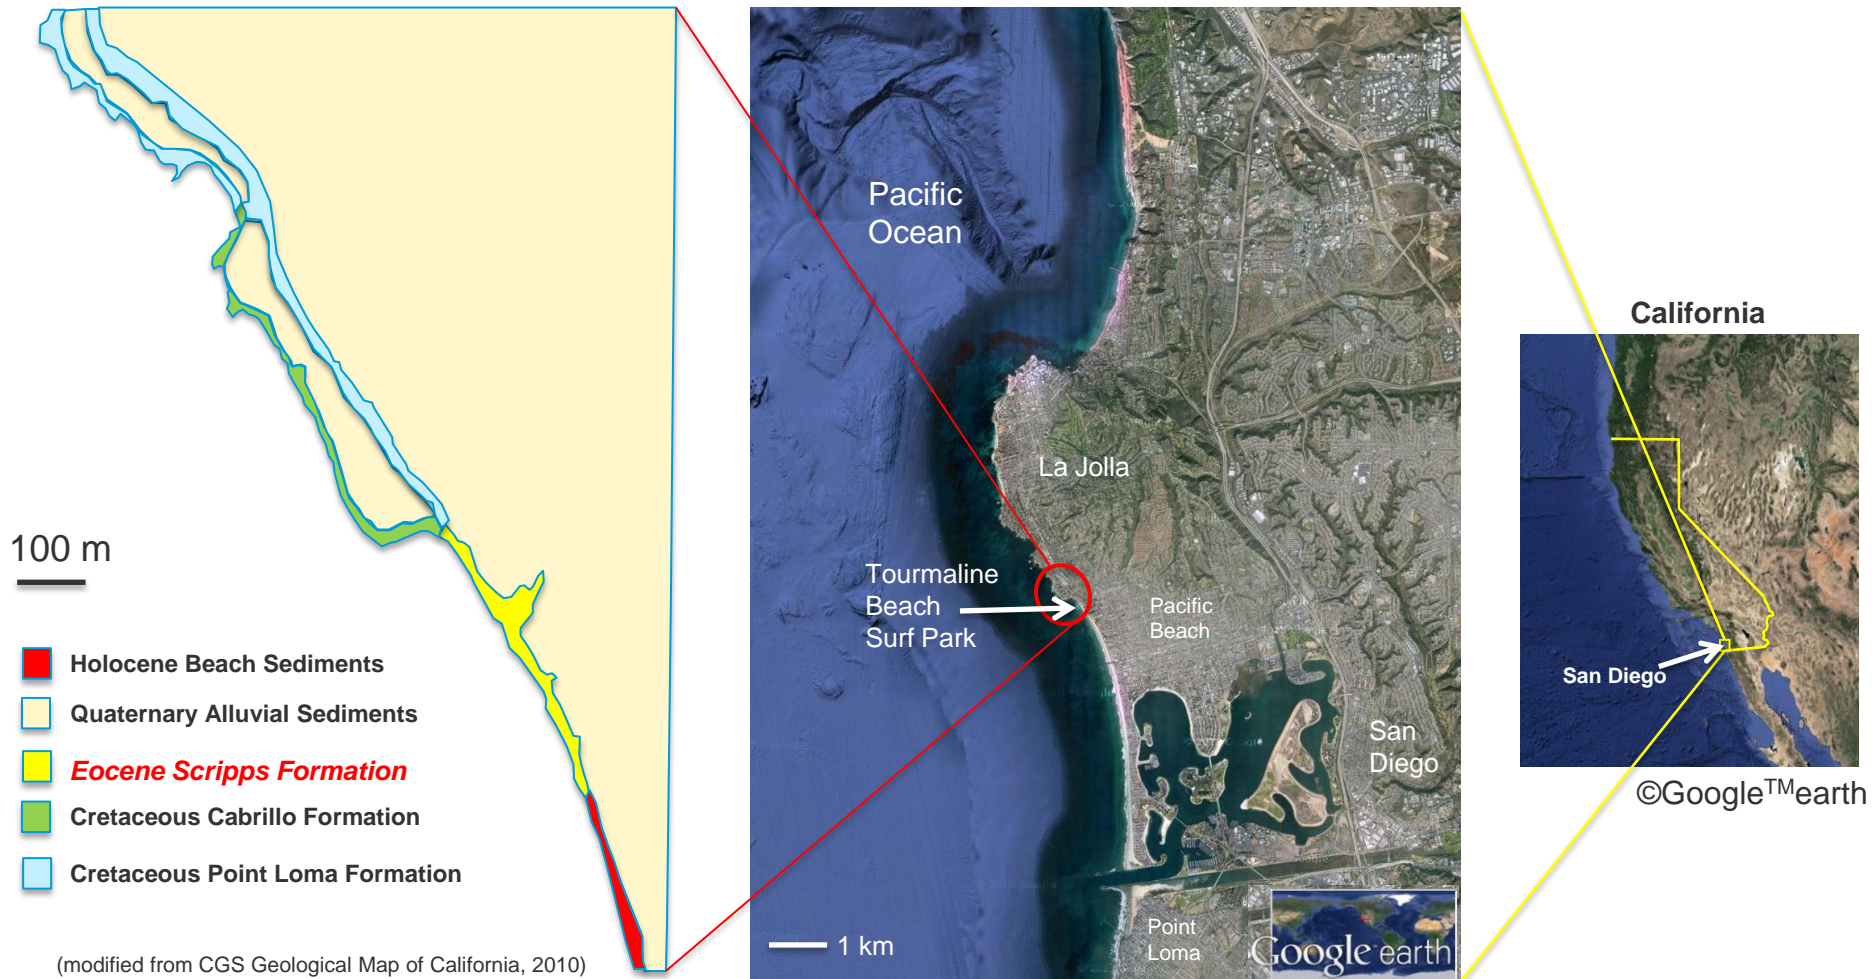 100 m
Holocene Beach Sediments
Quaternary Alluvial Sediments
Eocene Scripps Formation
Cretaceous Cabrillo Formation
Cretaceous Point Loma Formation
(modified from CGS Geological Map of California, 2010)
Pacific
Ocean
La Jolla
Tourmaline
Beach
Surf Park
Pacific
Beach
San
Diego
Point
Loma
1 km
Google earth
California
San Diego
©Google™earth